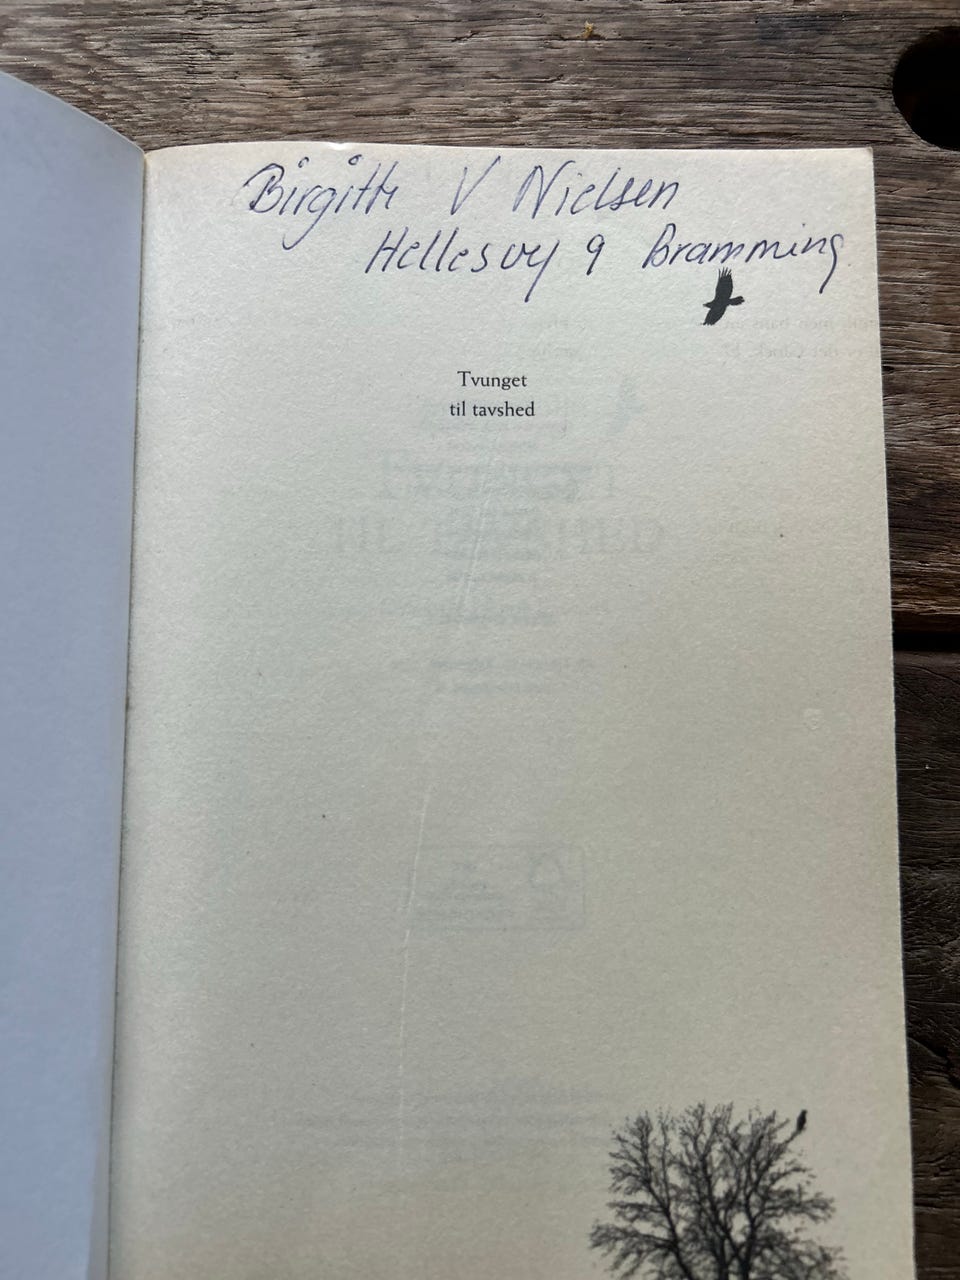 Birgitte V Nielsen
Hellesvej 9 Bramming
Tvunget
til tavshed